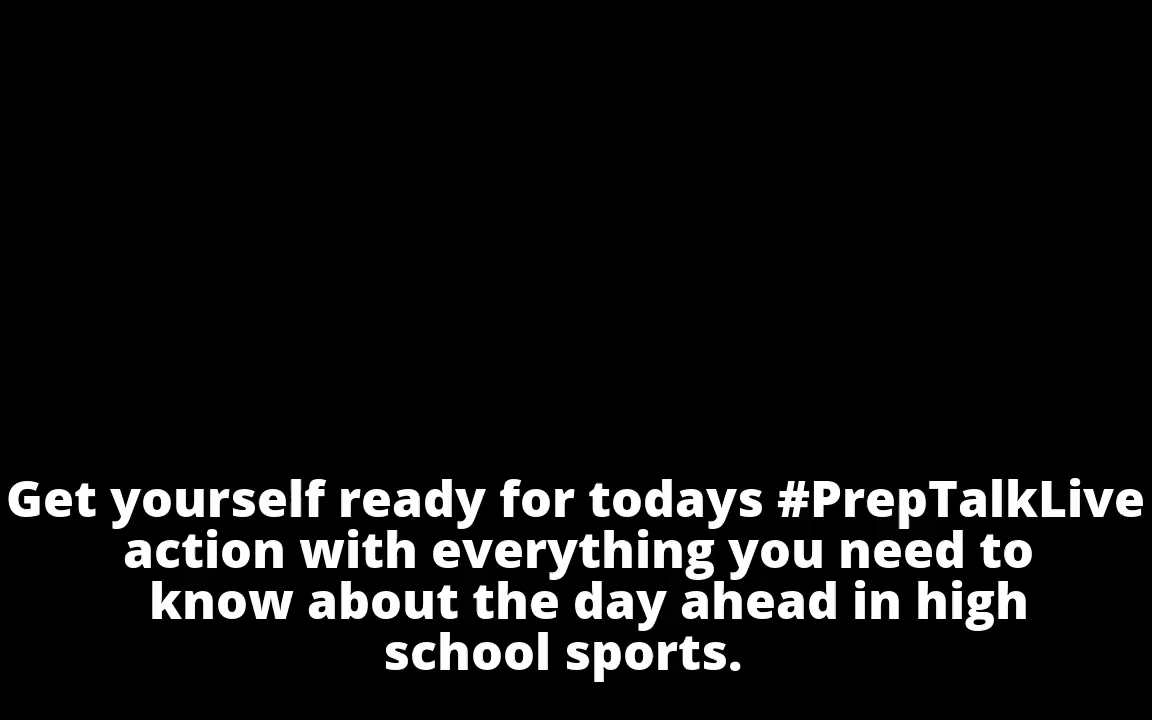 Get yourself ready for todays #PrepTalkLive
action with everything you need to
know about the day ahead in high
school sports.